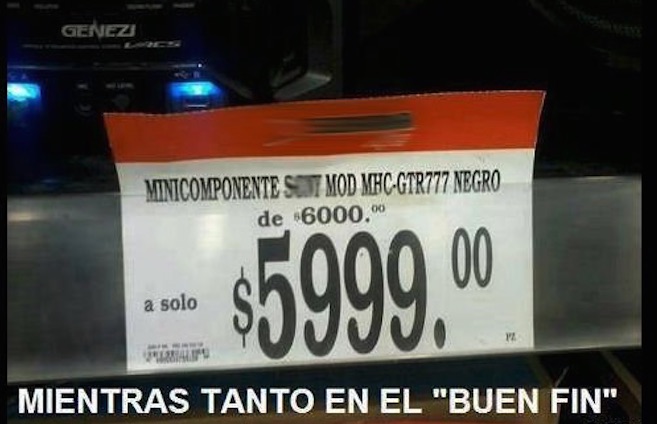 GENEZI
MINICOMPONENTE MOD MHC-GTR777 NEGRO
de $6000.00
a solo $5999.00
PZ
MIENTRAS TANTO EN EL "BUEN FIN"